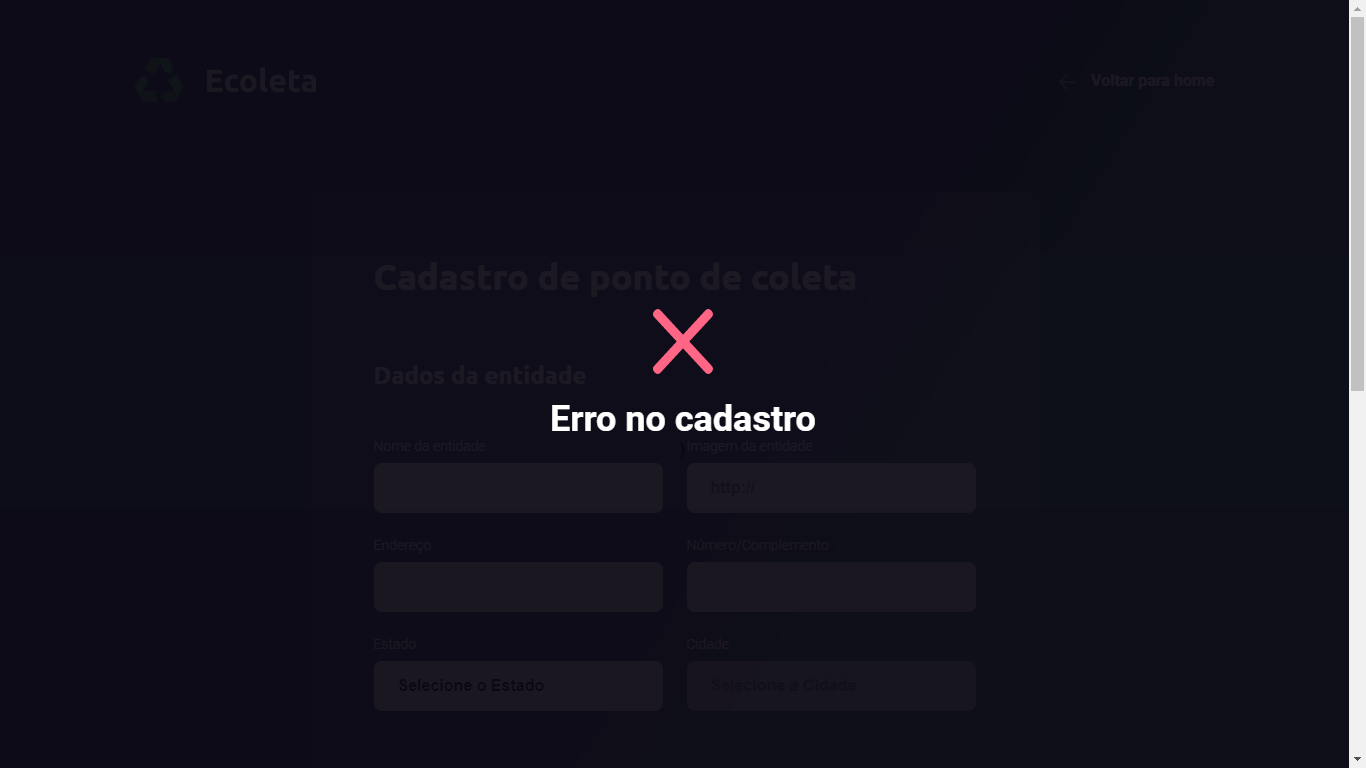 Ecoleta
Voltar para home
Cadastro de ponto de coleta
Dados da entidade
Erro no cadastro
Nome da entidade
Imagem da entidade
http://
Endereço
Número/Complemento
Estado
Cidade
Selecione o Estado
Selecione a Cidade